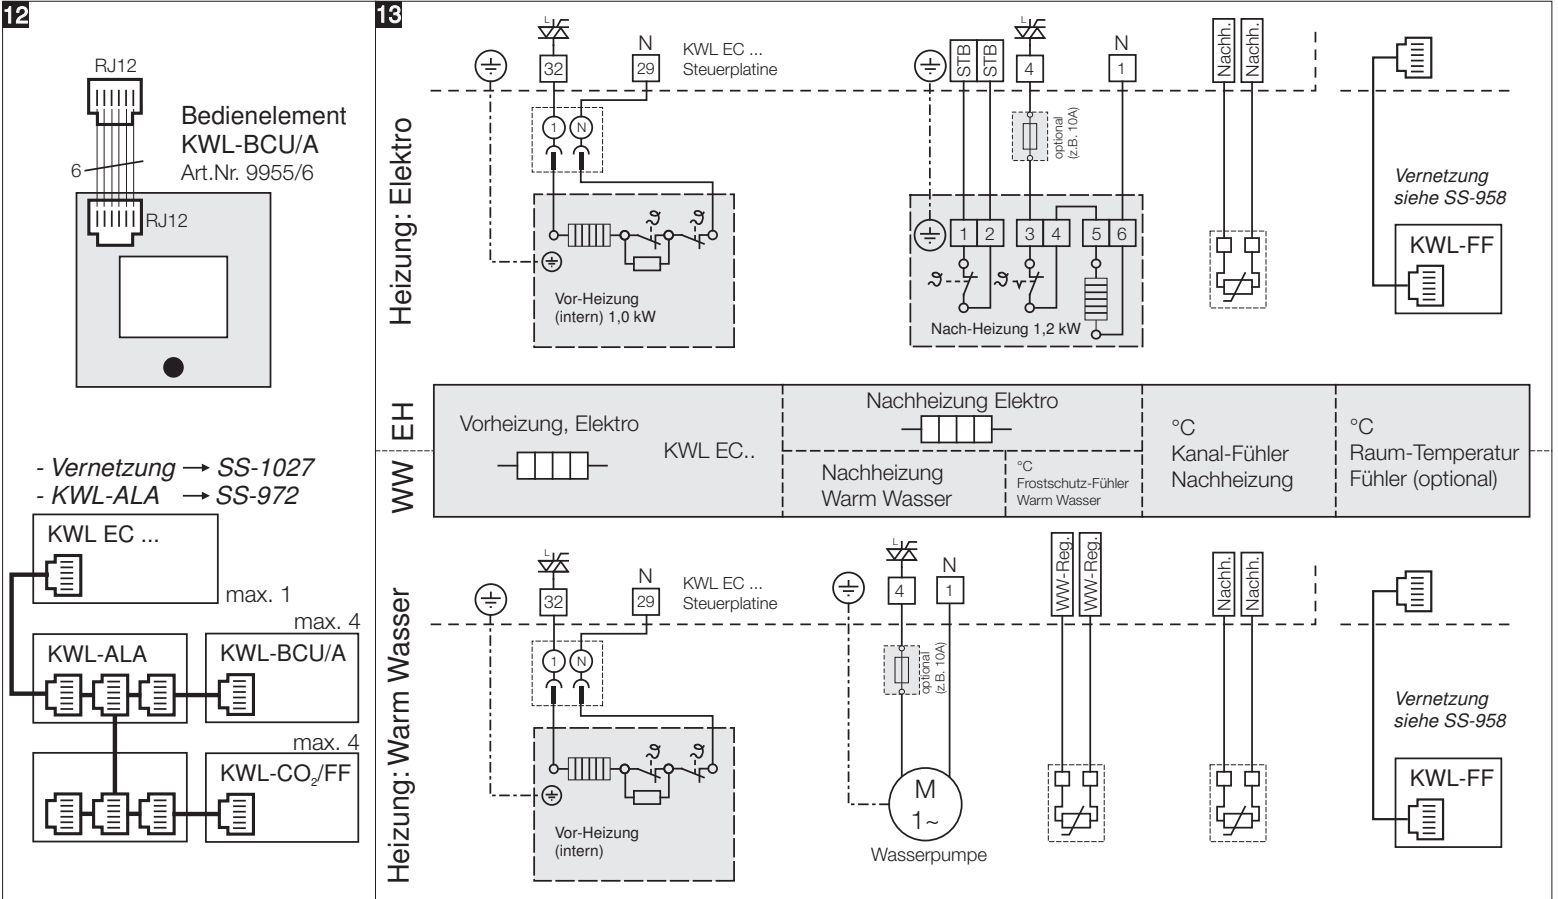 12
RJ12
Bedienelement
KWL-BCU/A
Art.Nr. 9955/6
6
RJ12
- Vernetzung → SS-1027
- KWL-ALA → SS-972
KWL EC ...
max. 1
max. 4
KWL-ALA
KWL-BCU/A
max. 4
KWL-CO₂/FF
13
Heizung: Elektro
L
32
N
29
KWL EC ...
Steuerplatine
1
N
ϑ
ϑ
Vor-Heizung
(intern) 1,0 kW
STB
STB
L
4
N
1
optional
(z.B. 10A)
1 2 3 4 5 6
ϑ
ϑ
Nach-Heizung 1,2 kW
Nachh.
Nachh.
Vernetzung
siehe SS-958
KWL-FF
EH
WW
Vorheizung, Elektro
KWL EC..
Nachheizung Elektro
Nachheizung
Warm Wasser
°C
Frostschutz-Fühler
Warm Wasser
°C
Kanal-Fühler
Nachheizung
°C
Raum-Temperatur
Fühler (optional)
Heizung: Warm Wasser
L
32
N
29
KWL EC ...
Steuerplatine
1
N
ϑ
ϑ
Vor-Heizung
(intern)
L
4
N
1
optional
(z.B. 10A)
M
1~
Wasserpumpe
WW-Reg.
WW-Reg.
Nachh.
Nachh.
Vernetzung
siehe SS-958
KWL-FF